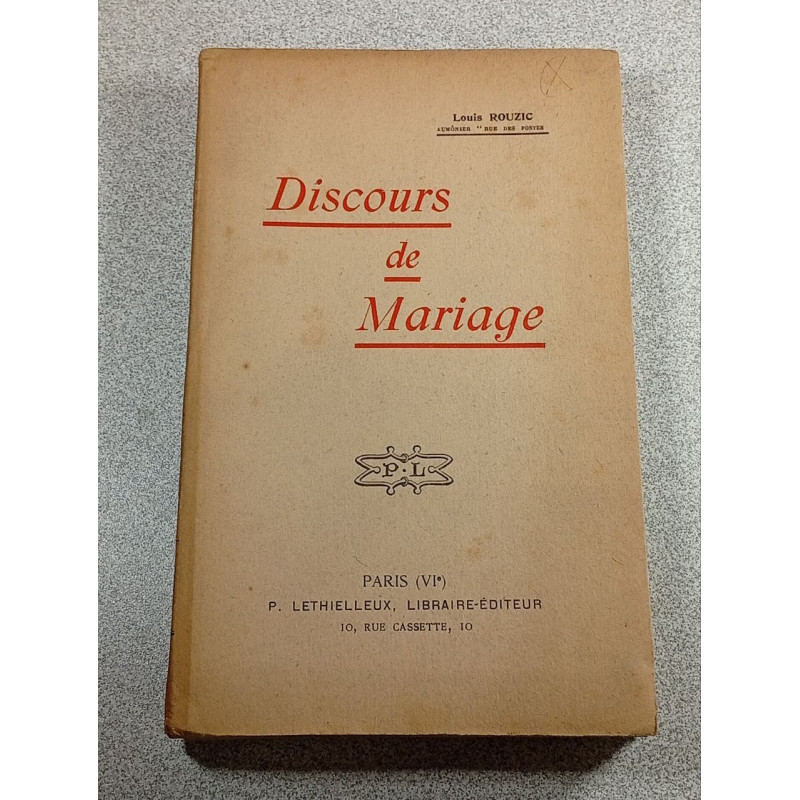 Louis ROUZIC
AUMÔNIER "RUE DES POSTES
Discours
de
Mariage
P·L
PARIS (VIe)
P. LETHIELLEUX, LIBRAIRE-ÉDITEUR
10, RUE CASSETTE, 10